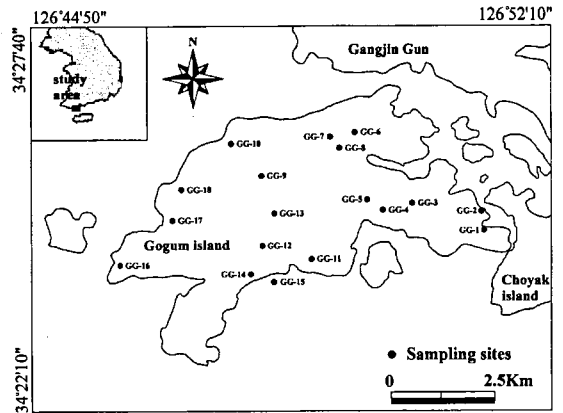 126°44'50"
126°52'10"
34°27'40"
N
Gangjin Gun
study
area
GG-7
GG-6
GG-10
GG-8
GG-9
GG-18
GG-5
GG-3
GG-4
GG-2
GG-13
GG-17
GG-1
Gogum island
GG-12
GG-11
GG-16
GG-14
GG-15
Choyak
island
Sampling sites
34°22'10"
0 2.5Km